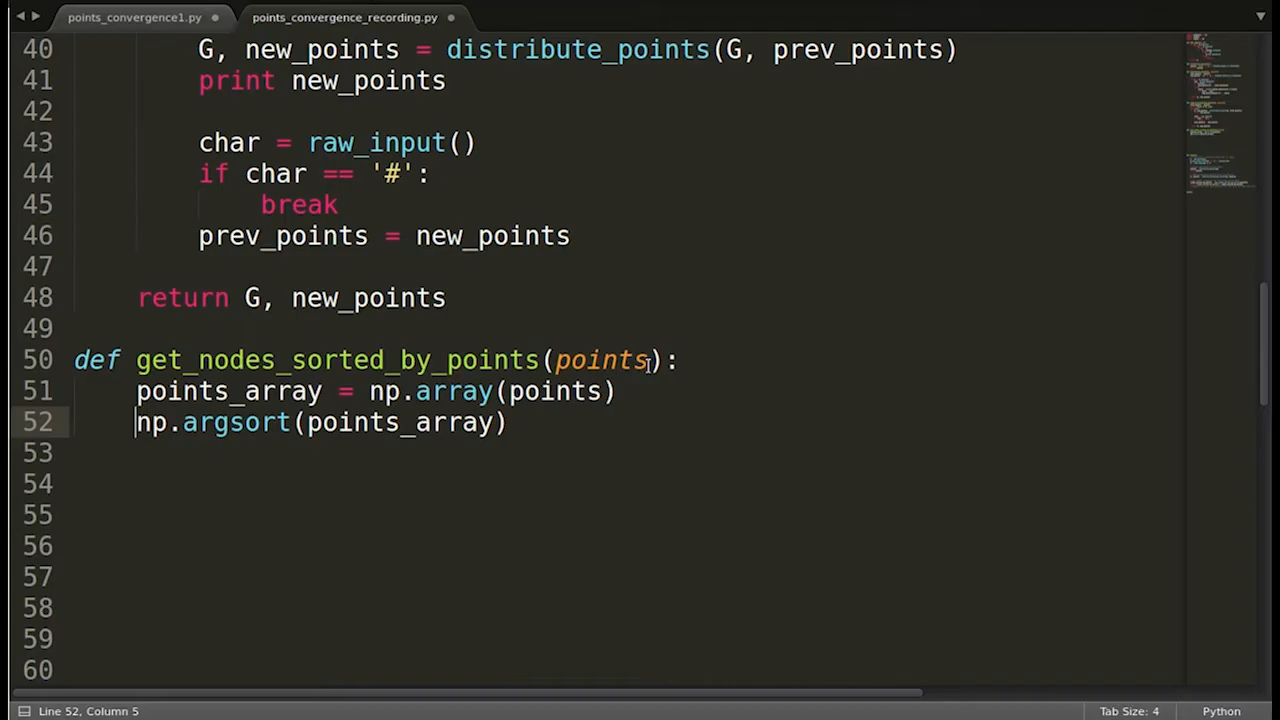 points_convergence1.py
points_convergence_recording.py
40 G, new_points = distribute_points(G, prev_points)
41 print new_points
42
43 char = raw_input()
44 if char == '#':
45 break
46 prev_points = new_points
47
48 return G, new_points
49
50 def get_nodes_sorted_by_points(points):
51 points_array = np.array(points)
52 np.argsort(points_array)
53
54
55
56
57
58
59
60
Line 52, Column 5
Tab Size: 4
Python